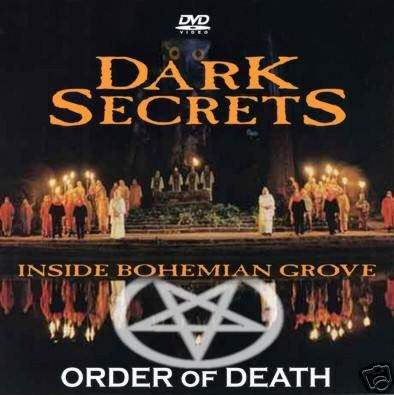 DVD
VIDEO
DARK
SECRETS
INSIDE BOHEMIAN GROVE
ORDER OF DEATH